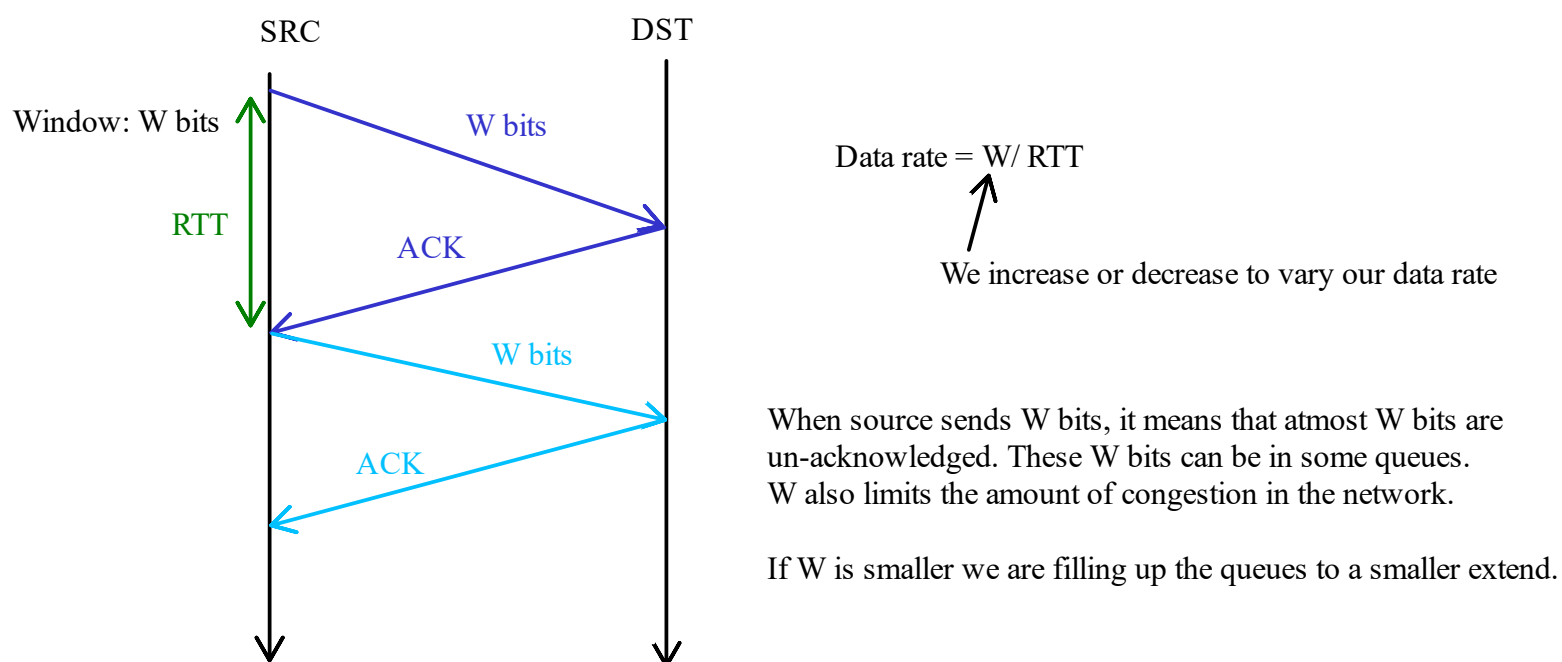 SRC
DST
Window: W bits
W bits
RTT
ACK
W bits
ACK
Data rate = W/ RTT
We increase or decrease to vary our data rate
When source sends W bits, it means that atmost W bits are
un-acknowledged. These W bits can be in some queues.
W also limits the amount of congestion in the network.
If W is smaller we are filling up the queues to a smaller extend.